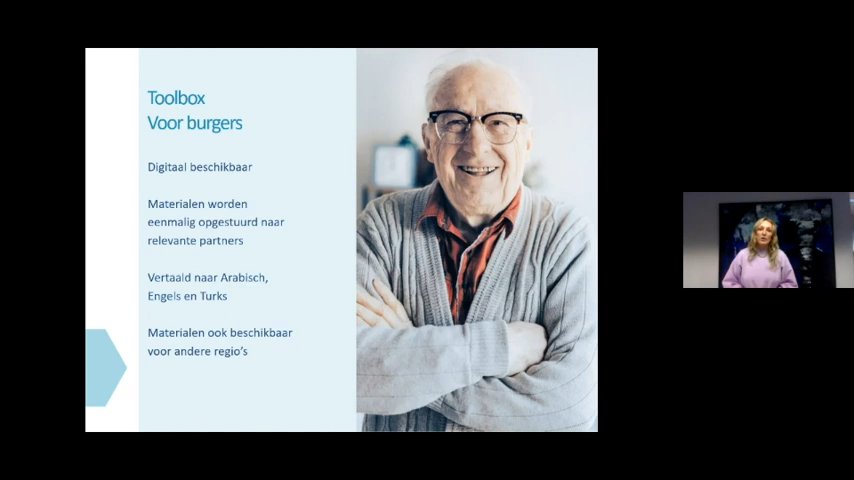 Toolbox
Voor burgers
Digitaal beschikbaar
Materialen worden
eenmalig opgestuurd naar
relevante partners
Vertaald naar Arabisch,
Engels en Turks
Materialen ook beschikbaar
voor andere regio's